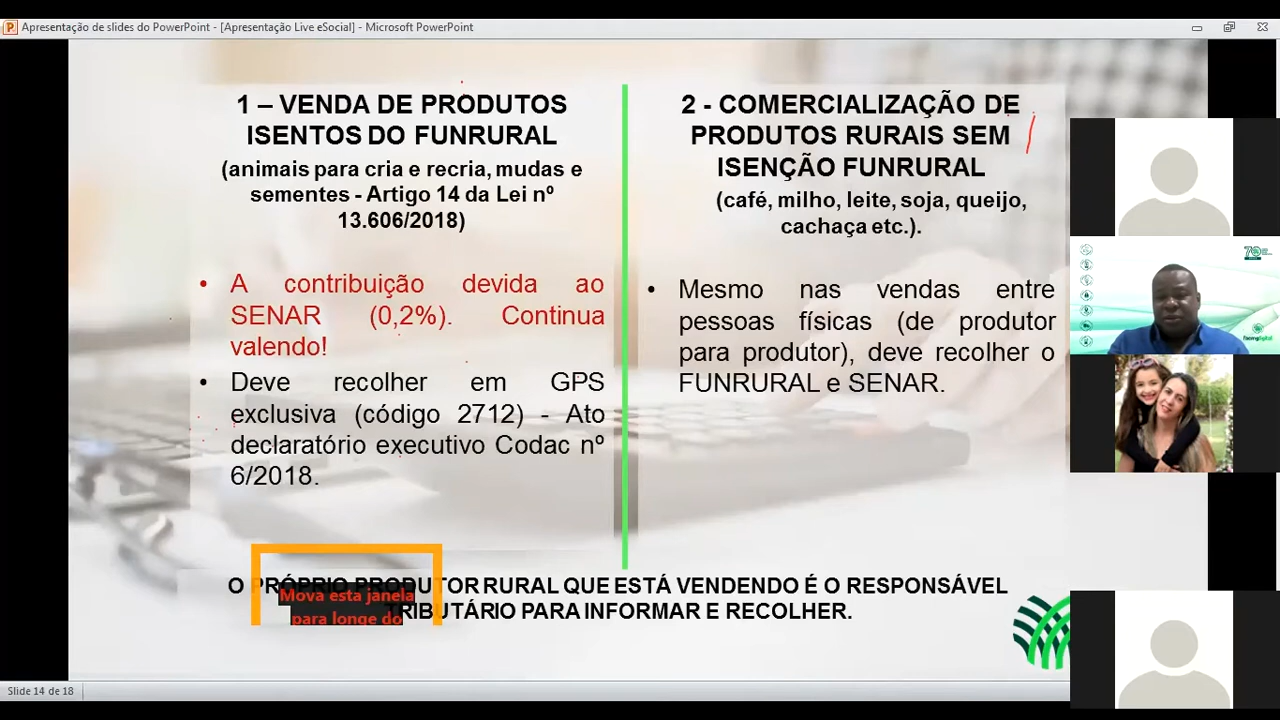 Apresentação de slides do PowerPoint - [Apresentação Live eSocial] - Microsoft PowerPoint
1 – VENDA DE PRODUTOS
ISENTOS DO FUNRURAL
(animais para cria e recria, mudas e
sementes - Artigo 14 da Lei nº
13.606/2018)
• A contribuição devida ao
SENAR (0,2%). Continua
valendo!
• Deve recolher em GPS
exclusiva (código 2712) - Ato
declaratório executivo Codac nº
6/2018.
2 - COMERCIALIZAÇÃO DE
PRODUTOS RURAIS SEM
ISENÇÃO FUNRURAL
(café, milho, leite, soja, queijo,
cachaça etc.).
• Mesmo nas vendas entre
pessoas físicas (de produtor
para produtor), deve recolher o
FUNRURAL e SENAR.
O PRÓPRIO PRODUTOR RURAL QUE ESTÁ VENDENDO É O RESPONSÁVEL
TRIBUTÁRIO PARA INFORMAR E RECOLHER.
Mova esta janela
para longe do
70
Slide 14 de 18